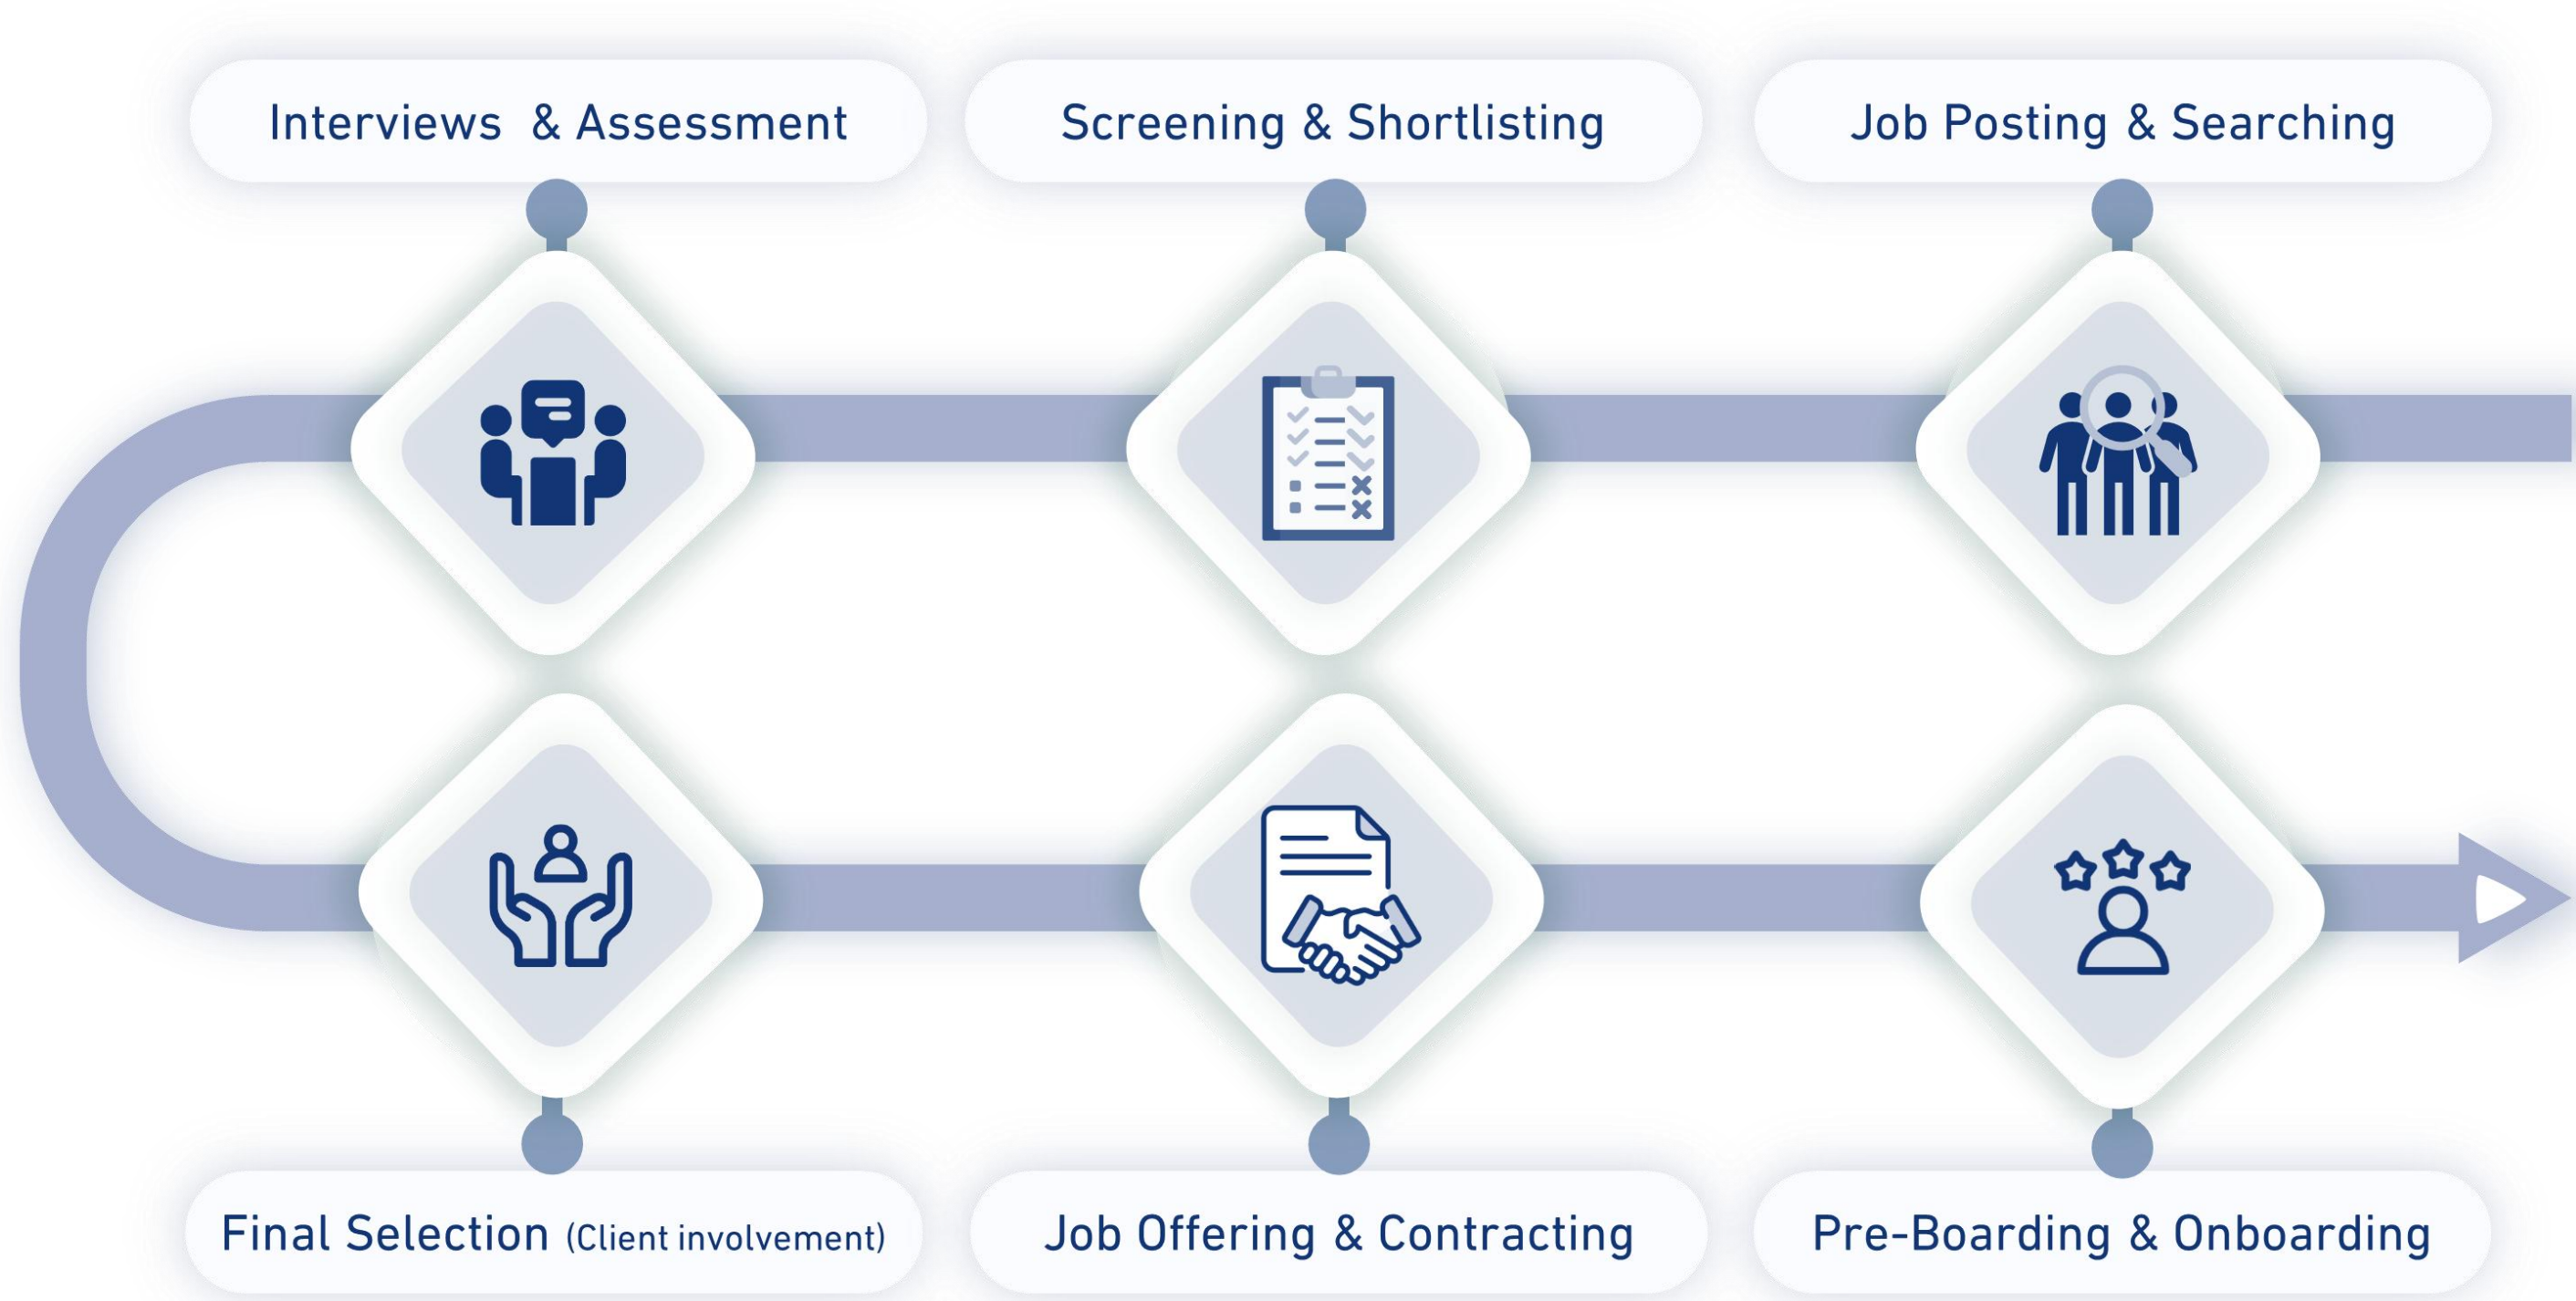 Interviews & Assessment
Screening & Shortlisting
Job Posting & Searching
Final Selection (Client involvement)
Job Offering & Contracting
Pre-Boarding & Onboarding